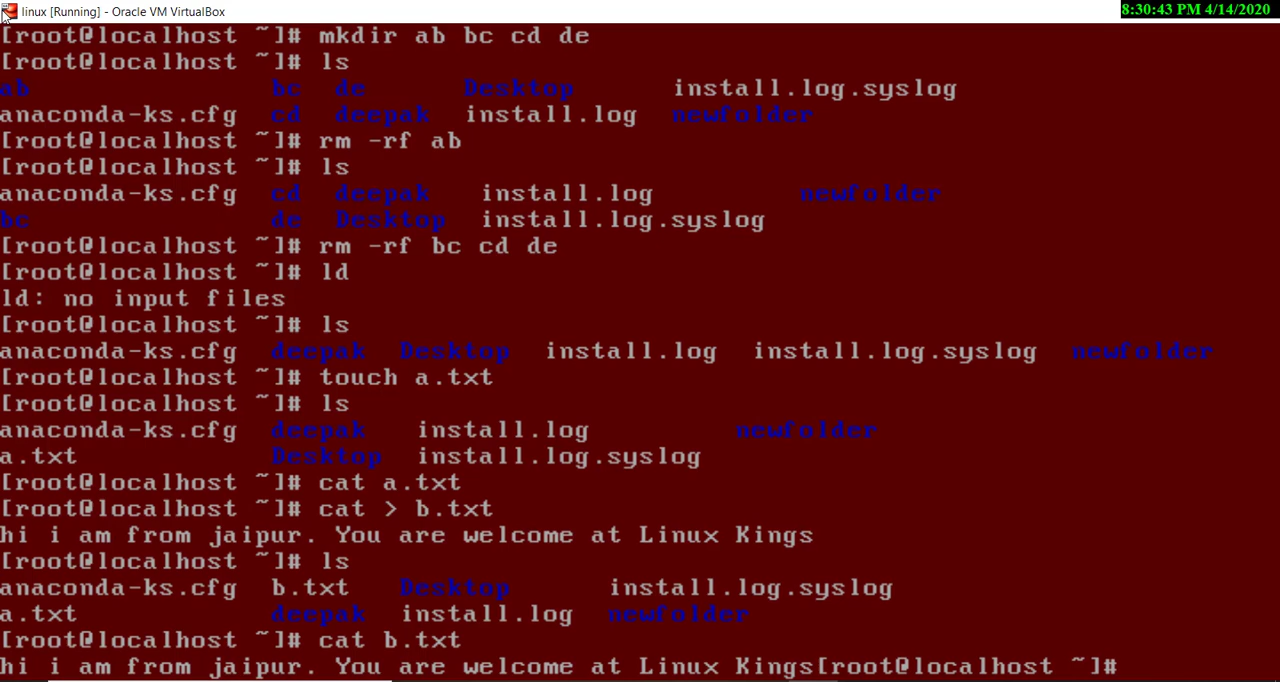 linux [Running] - Oracle VM VirtualBox
8:30:43 PM 4/14/2020
[root@localhost ~]# mkdir ab bc cd de
[root@localhost ~]# ls
ab bc de Desktop install.log.syslog
anaconda-ks.cfg cd deepak install.log newfolder
[root@localhost ~]# rm -rf ab
[root@localhost ~]# ls
anaconda-ks.cfg cd deepak install.log newfolder
bc de Desktop install.log.syslog
[root@localhost ~]# rm -rf bc cd de
[root@localhost ~]# ld
ld: no input files
[root@localhost ~]# ls
anaconda-ks.cfg deepak Desktop install.log install.log.syslog newfolder
[root@localhost ~]# touch a.txt
[root@localhost ~]# ls
anaconda-ks.cfg deepak install.log newfolder
a.txt Desktop install.log.syslog
[root@localhost ~]# cat a.txt
[root@localhost ~]# cat > b.txt
hi i am from jaipur. You are welcome at Linux Kings
[root@localhost ~]# ls
anaconda-ks.cfg b.txt Desktop install.log.syslog
a.txt deepak install.log newfolder
[root@localhost ~]# cat b.txt
hi i am from jaipur. You are welcome at Linux Kings[root@localhost ~]#